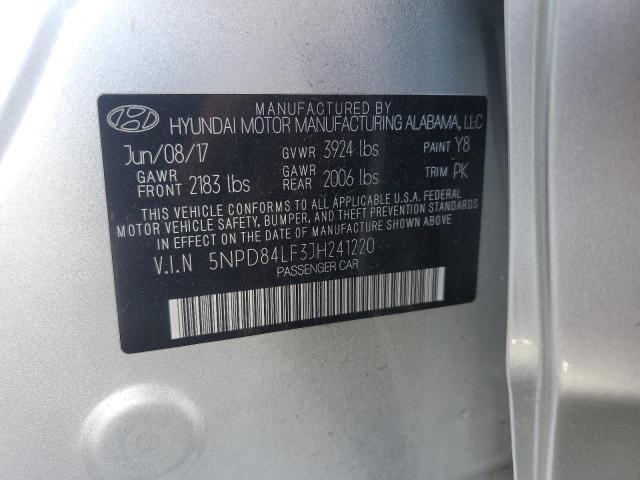 MANUFACTURED BY
HYUNDAI MOTOR MANUFACTURING ALABAMA, LLC
Jun/08/17 GVWR 3924 lbs PAINT Y8
GAWR FRONT 2183 lbs GAWR REAR 2006 lbs TRIM PK
THIS VEHICLE CONFORMS TO ALL APPLICABLE U.S.A. FEDERAL
MOTOR VEHICLE SAFETY, BUMPER, AND THEFT PREVENTION STANDARDS
IN EFFECT ON THE DATE OF MANUFACTURE SHOWN ABOVE.
V.I.N 5NPD84LF3JH241220
PASSENGER CAR